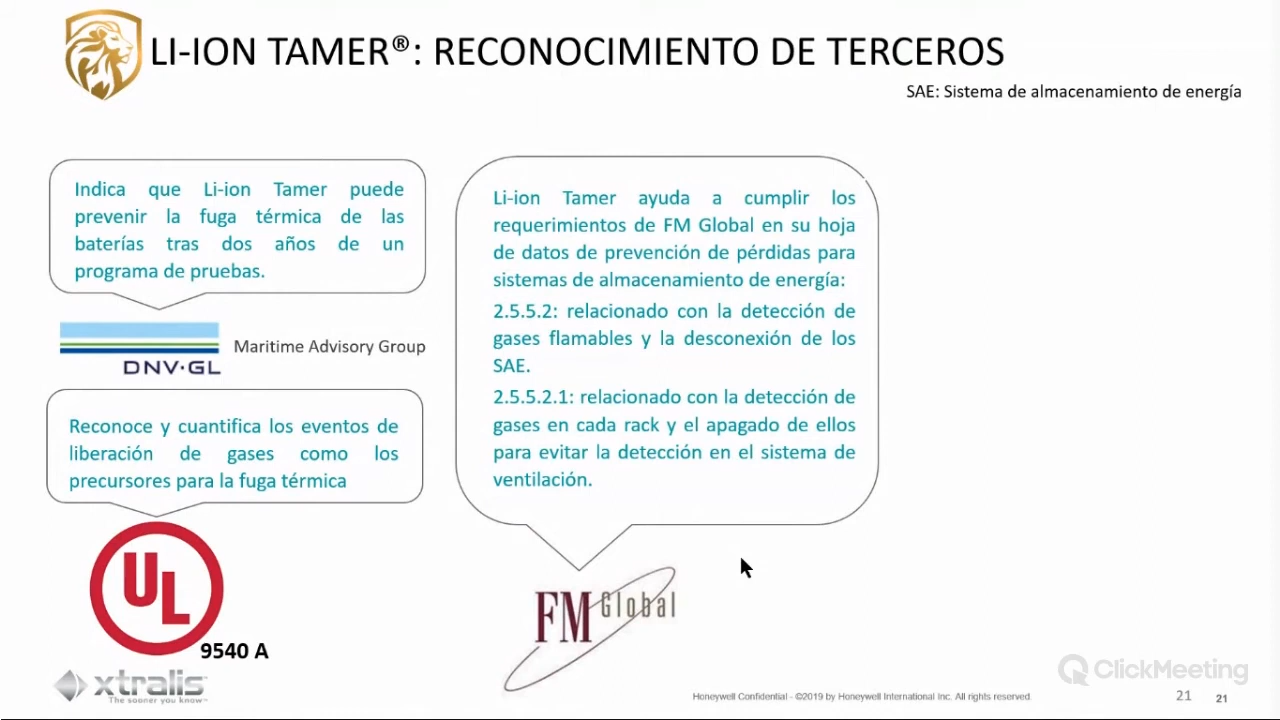 LI-ION TAMER®: RECONOCIMIENTO DE TERCEROS
SAE: Sistema de almacenamiento de energía
Indica que Li-ion Tamer puede
prevenir la fuga térmica de las
baterías tras dos años de un
programa de pruebas.
DNV·GL
Maritime Advisory Group
Reconoce y cuantifica los eventos de
liberación de gases como los
precursores para la fuga térmica
UL
9540 A
xtralis
The sooner you know™
Li-ion Tamer ayuda a cumplir los
requerimientos de FM Global en su hoja
de datos de prevención de pérdidas para
sistemas de almacenamiento de energía:
2.5.5.2: relacionado con la detección de
gases flamables y la desconexión de los
SAE.
2.5.5.2.1: relacionado con la detección de
gases en cada rack y el apagado de ellos
para evitar la detección en el sistema de
ventilación.
FM Global
ClickMeeting
Honeywell Confidential - ©2019 by Honeywell International Inc. All rights reserved.
21
21